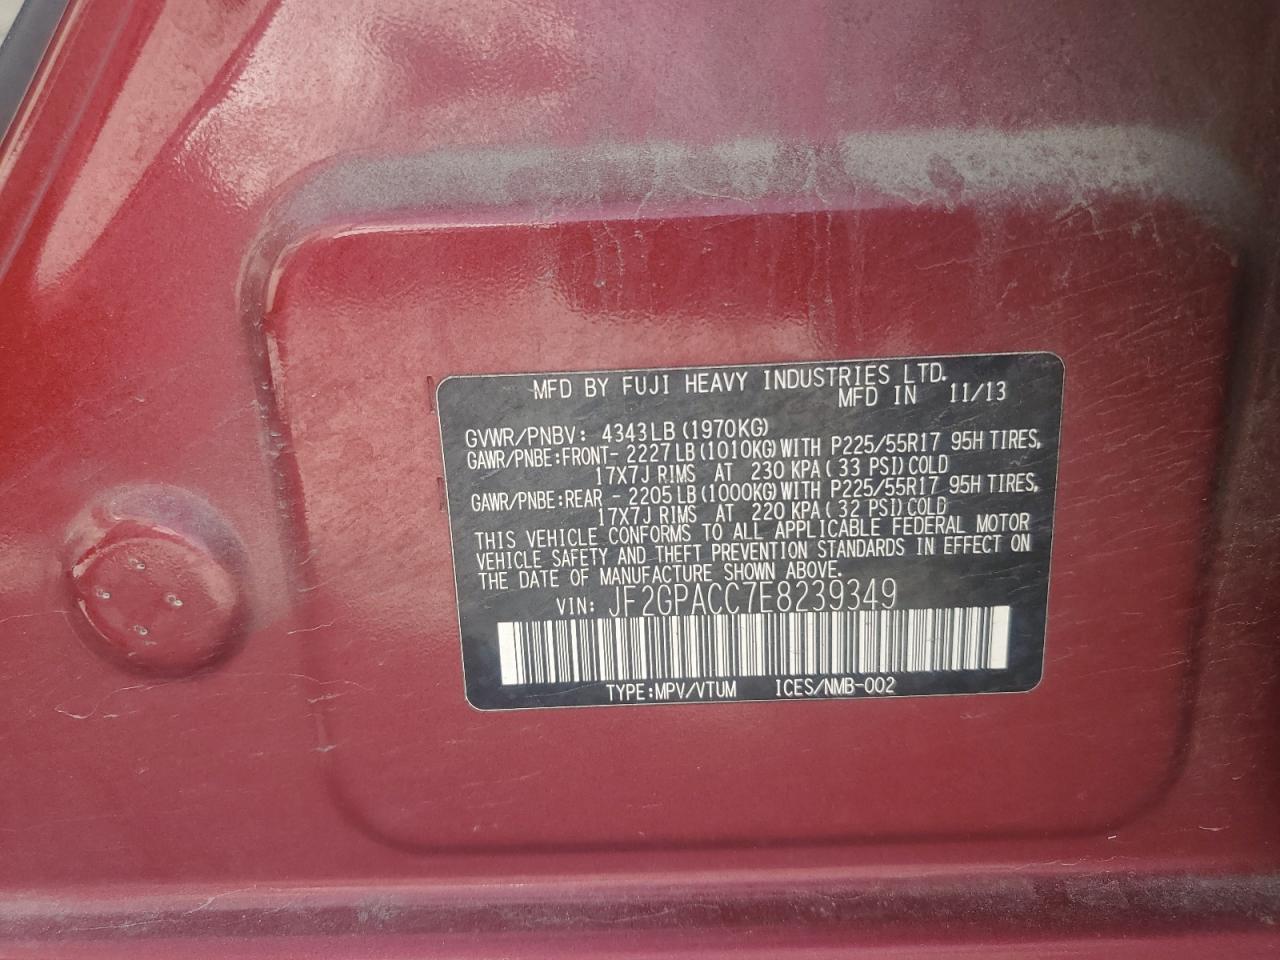 MFD BY FUJI HEAVY INDUSTRIES LTD.
MFD IN 11/13
GVWR/PNBV: 4343LB (1970KG)
GAWR/PNBE:FRONT- 2227LB(1010KG)WITH P225/55R17 95H TIRES,
17X7J RIMS AT 230 KPA( 33 PSI)COLD
GAWR/PNBE:REAR - 2205LB(1000KG)WITH P225/55R17 95H TIRES,
17X7J RIMS AT 220 KPA( 32 PSI)COLD
THIS VEHICLE CONFORMS TO ALL APPLICABLE FEDERAL MOTOR
VEHICLE SAFETY AND THEFT PREVENTION STANDARDS IN EFFECT ON
THE DATE OF MANUFACTURE SHOWN ABOVE.
VIN: JF2GPACC7E8239349
TYPE:MPV/VTUM ICES/NMB-002